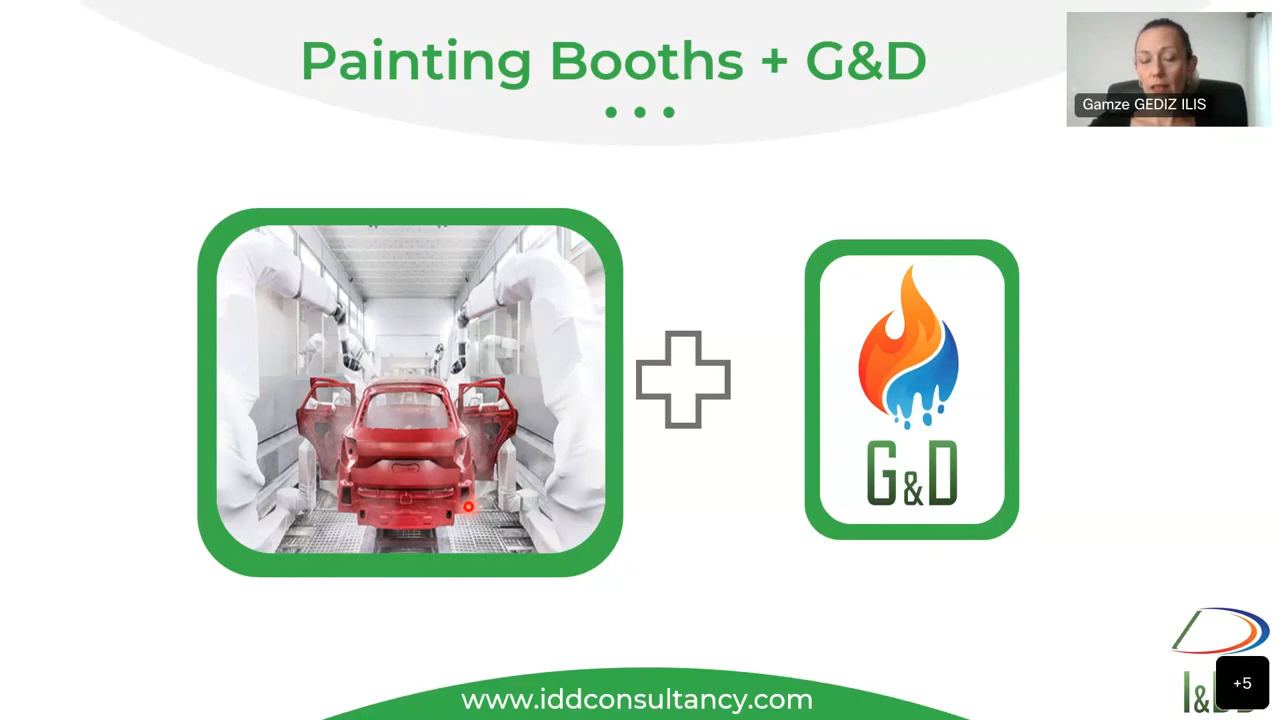 Painting Booths + G&D
Gamze GEDIZ ILIS
G&D
www.iddconsultancy.com
+5